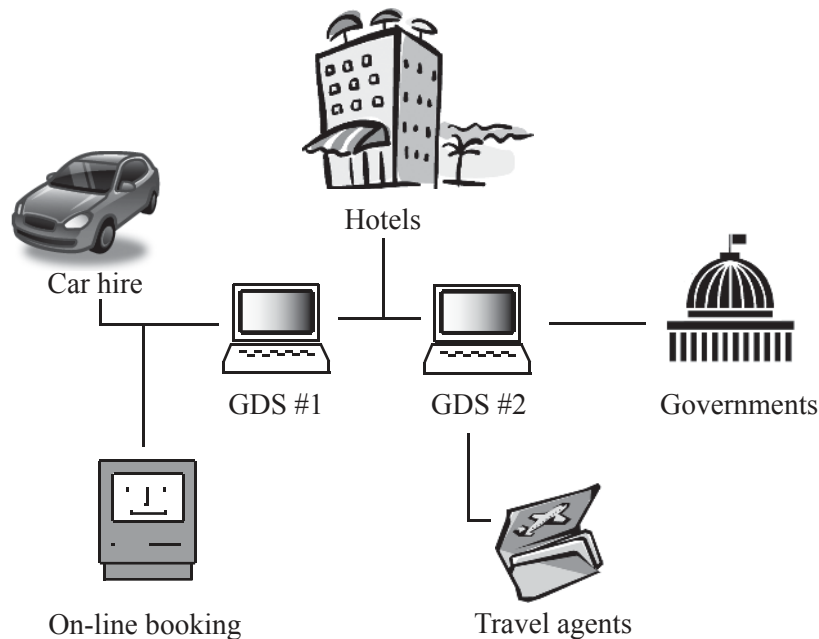 Hotels
Car hire
GDS #1
GDS #2
Governments
On-line booking
Travel agents